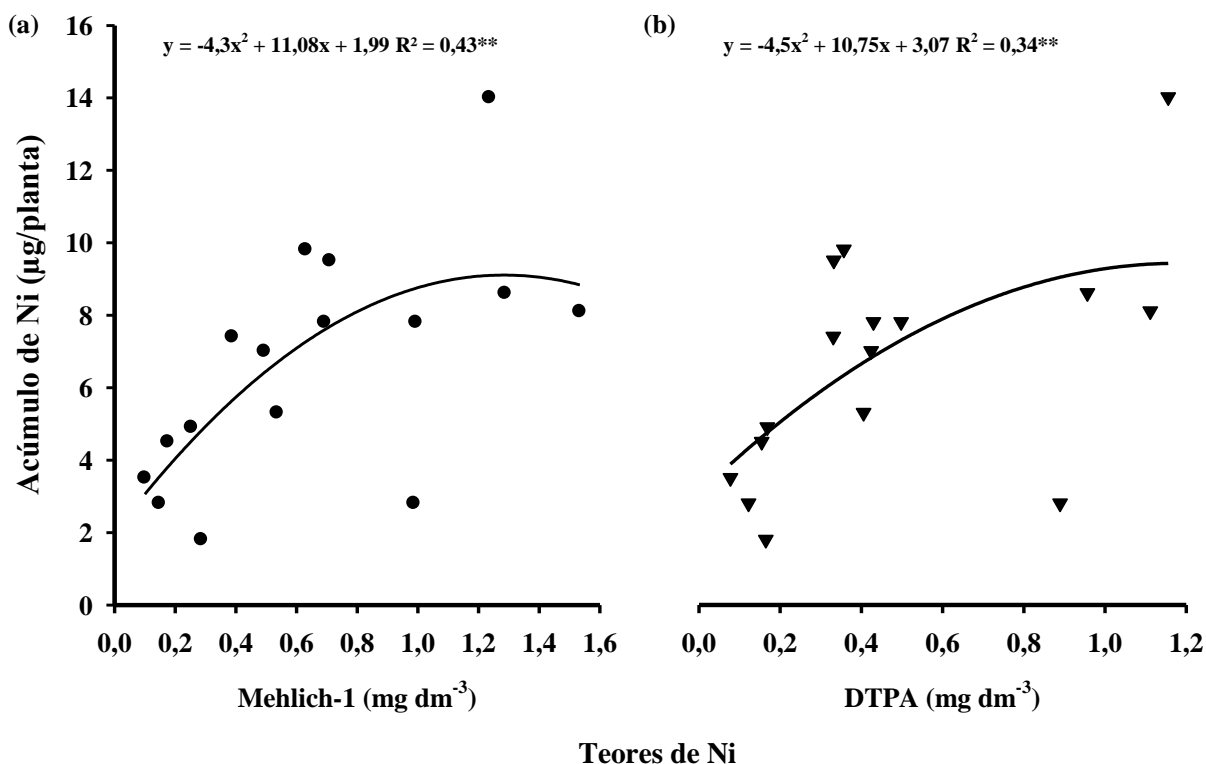 (a)
y = -4,3x² + 11,08x + 1,99 R² = 0,43**
(b)
y = -4,5x² + 10,75x + 3,07 R² = 0,34**
Acúmulo de Ni (µg/planta)
16
14
12
10
8
6
4
2
0
0,0 0,2 0,4 0,6 0,8 1,0 1,2 1,4 1,6
0,0 0,2 0,4 0,6 0,8 1,0 1,2
Mehlich-1 (mg dm⁻³)
DTPA (mg dm⁻³)
Teores de Ni